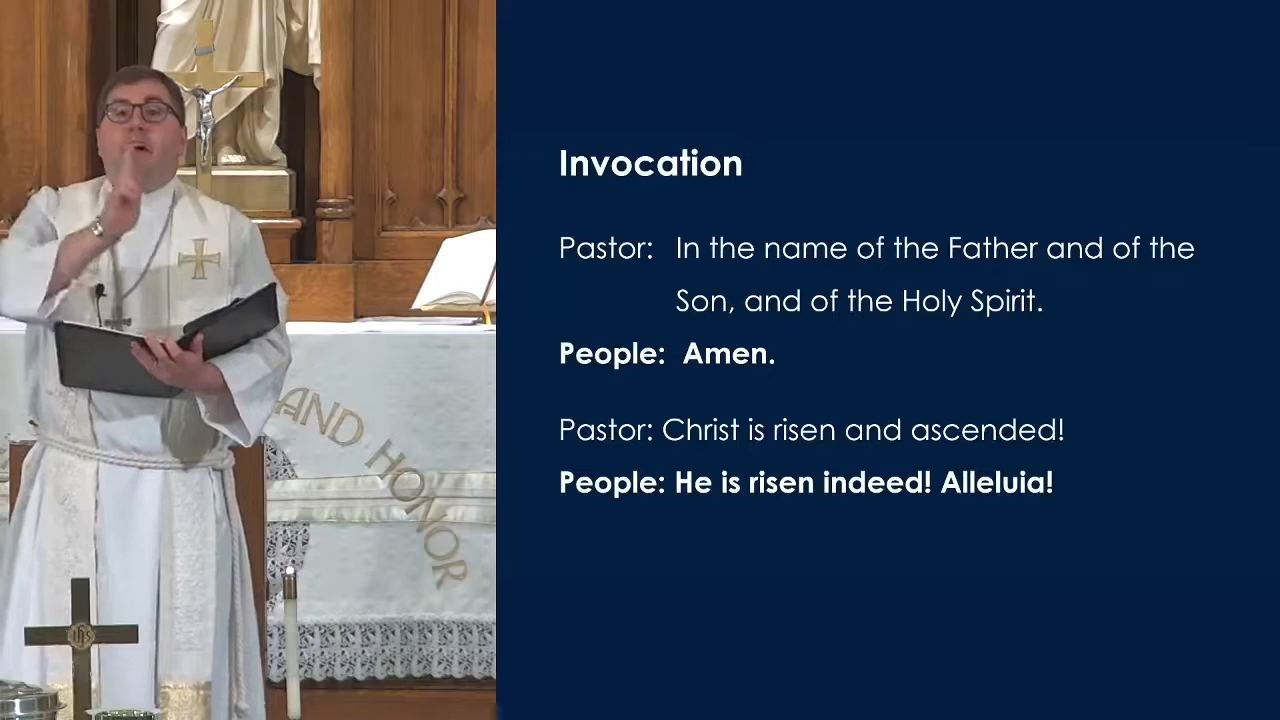 Invocation
Pastor: In the name of the Father and of the
Son, and of the Holy Spirit.
People: Amen.
Pastor: Christ is risen and ascended!
People: He is risen indeed! Alleluia!
AND HONOR
ihs